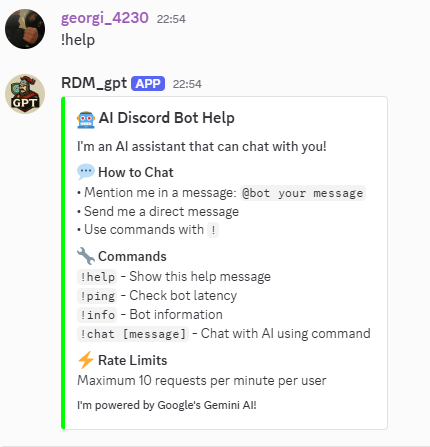 georgi_4230 22:54
!help
RDM_gpt APP 22:54
GPT
🤖 AI Discord Bot Help
I'm an AI assistant that can chat with you!
💬 How to Chat
• Mention me in a message: @bot your message
• Send me a direct message
• Use commands with !
🔧 Commands
!help - Show this help message
!ping - Check bot latency
!info - Bot information
!chat [message] - Chat with AI using command
⚡ Rate Limits
Maximum 10 requests per minute per user
I'm powered by Google's Gemini AI!